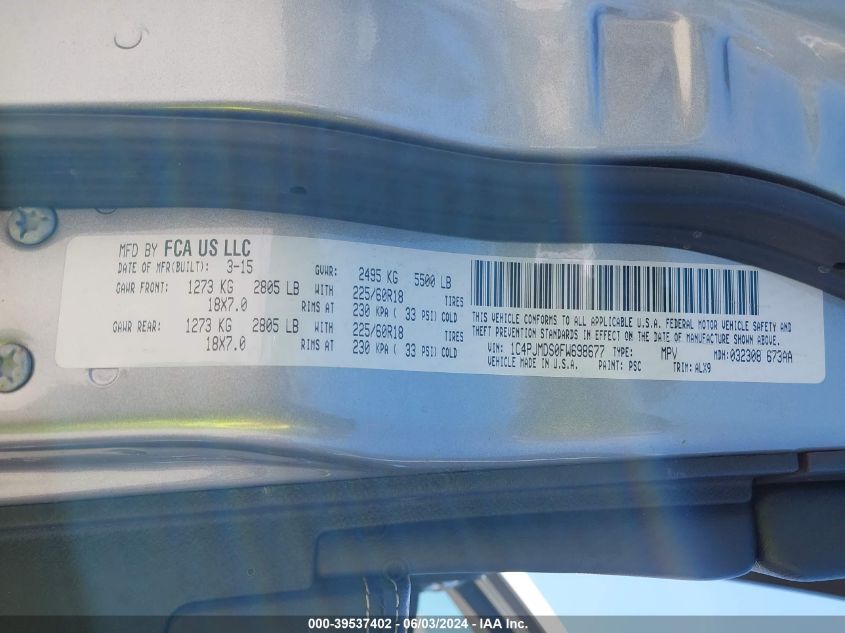 MFD BY FCA US LLC
DATE OF MFR(BUILT): 3-15 GVWR: 2495 KG 5500 LB
GAWR FRONT: 1273 KG 2805 LB WITH 225/60R18 TIRES
18X7.0 RIMS AT 230 KPA ( 33 PSI) COLD
GAWR REAR: 1273 KG 2805 LB WITH 225/60R18 TIRES
18X7.0 RIMS AT 230 KPA ( 33 PSI) COLD
THIS VEHICLE CONFORMS TO ALL APPLICABLE U.S.A. FEDERAL MOTOR VEHICLE SAFETY AND
THEFT PREVENTION STANDARDS IN EFFECT ON THE DATE OF MANUFACTURE SHOWN ABOVE.
VIN: 1C4PJMDS0FW698677 TYPE: MPV MDH: 032308 673AA
VEHICLE MADE IN U.S.A. PAINT: PSC TRIM: ALX9
000-39537402 - 06/03/2024 - IAA Inc.